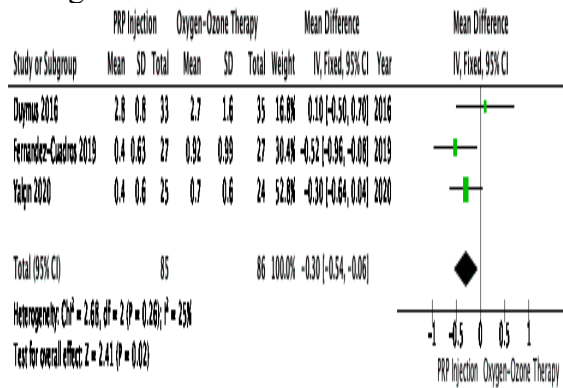 PRP Injection Oxygen-Ozone Therapy Mean Difference Mean Difference
Study or Subgroup Mean SD Total Mean SD Total Weight IV, Fixed, 95% CI Year IV, Fixed, 95% CI
Duymus 2016 2.8 0.8 33 2.7 1.6 35 16.8% 0.10 [-0.50, 0.70] 2016
Fernandez-Cuadros 2019 0.4 0.63 27 0.92 0.99 27 30.4% -0.52 [-0.96, -0.08] 2019
Yalçın 2020 0.4 0.6 25 0.7 0.6 24 52.8% -0.30 [-0.64, 0.04] 2020
Total (95% CI) 85 86 100.0% -0.30 [-0.54, -0.06]
Heterogeneity: Chi² = 2.68, df = 2 (P = 0.26); I² = 25%
Test for overall effect: Z = 2.41 (P = 0.02)
-1 -0.5 0 0.5 1
PRP Injection Oxygen-Ozone Therapy